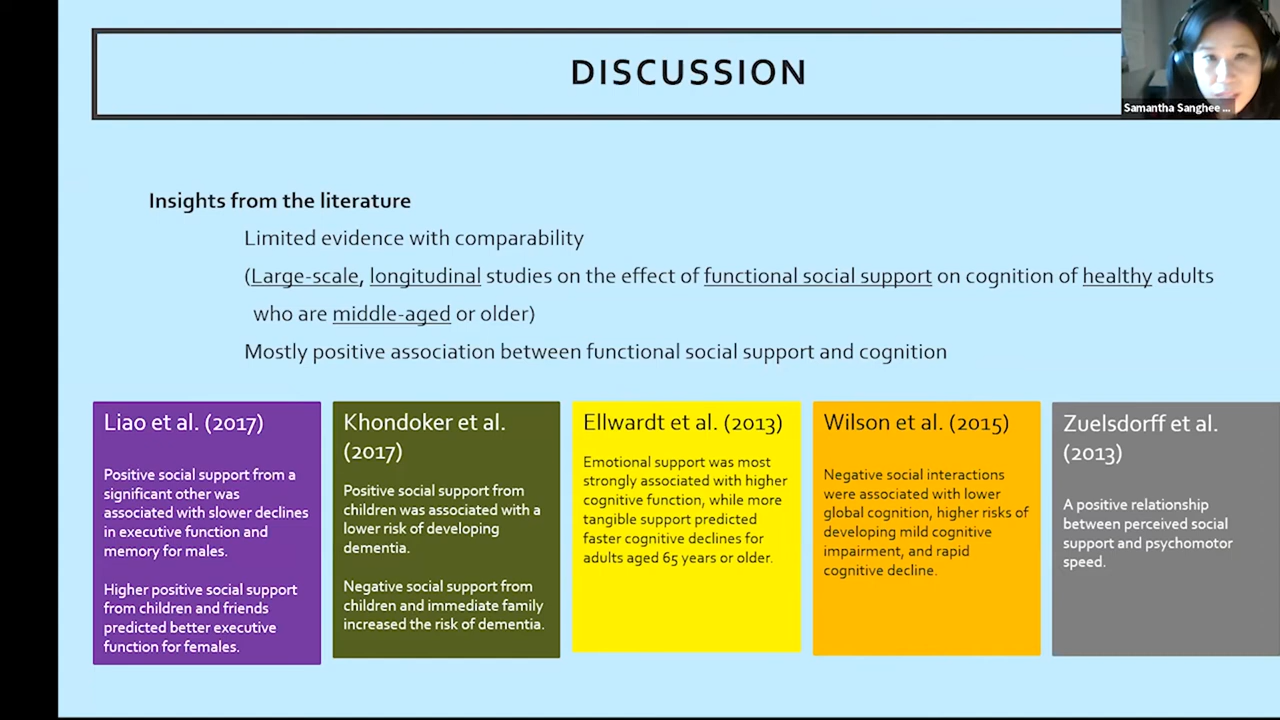 DISCUSSION
Samantha Sanghee ...
Insights from the literature
Limited evidence with comparability
(Large-scale, longitudinal studies on the effect of functional social support on cognition of healthy adults
who are middle-aged or older)
Mostly positive association between functional social support and cognition
Liao et al. (2017)
Positive social support from a
significant other was
associated with slower declines
in executive function and
memory for males.
Higher positive social support
from children and friends
predicted better executive
function for females.
Khondoker et al.
(2017)
Positive social support from
children was associated with a
lower risk of developing
dementia.
Negative social support from
children and immediate family
increased the risk of dementia.
Ellwardt et al. (2013)
Emotional support was most
strongly associated with higher
cognitive function, while more
tangible support predicted
faster cognitive declines for
adults aged 65 years or older.
Wilson et al. (2015)
Negative social interactions
were associated with lower
global cognition, higher risks of
developing mild cognitive
impairment, and rapid
cognitive decline.
Zuelsdorff et al.
(2013)
A positive relationship
between perceived social
support and psychomotor
speed.